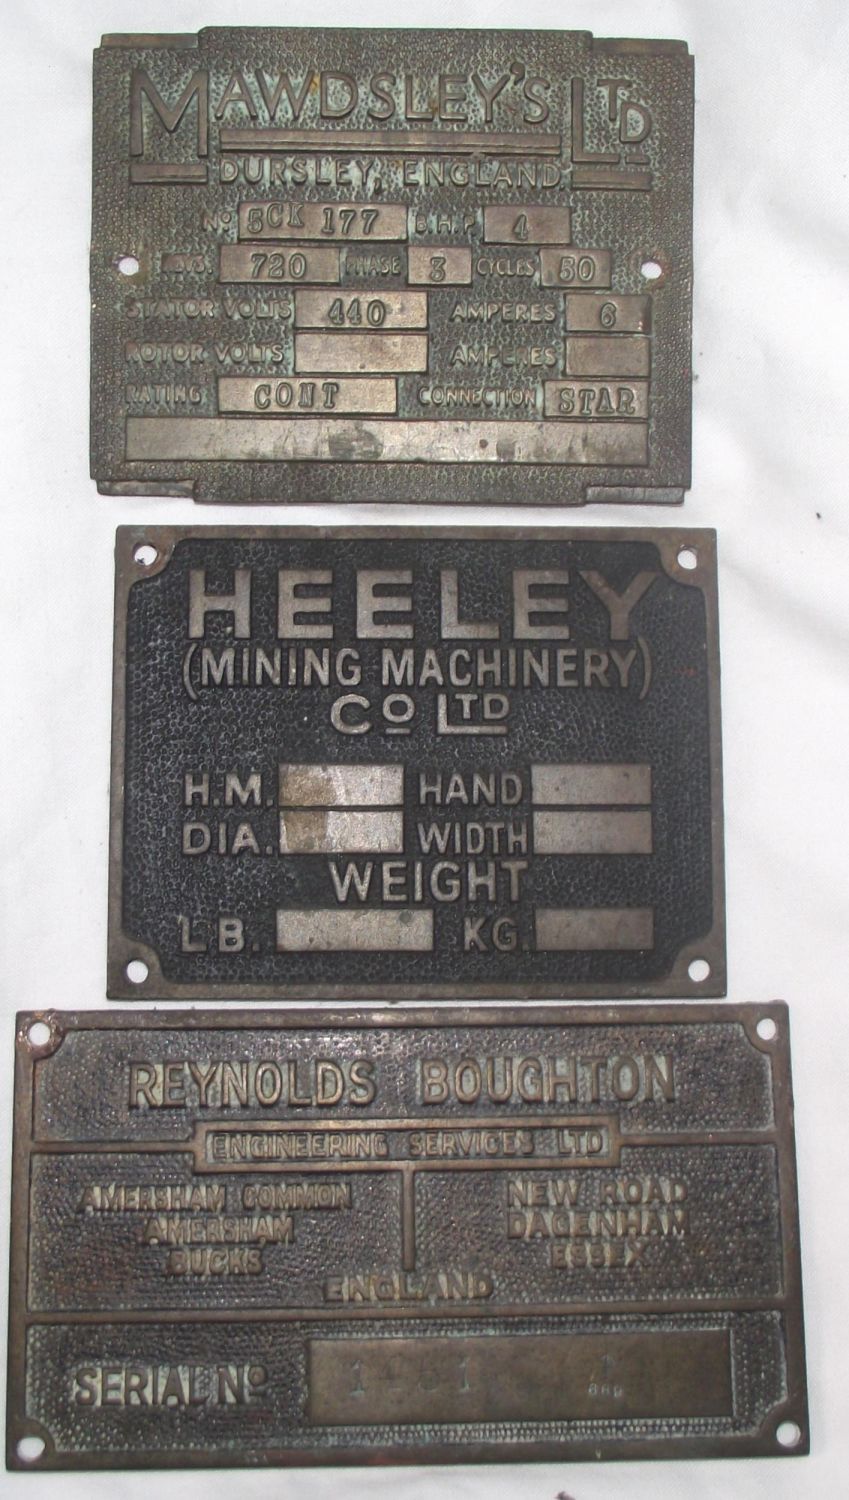 MAWDSLEY'S LTD
DURSLEY, ENGLAND
No 5CK 177 B.H.P. 4
720 PHASE 3 CYCLES 50
STATOR VOLTS 440 AMPERES 6
ROTOR VOLTS AMPERES
RATING CONT CONNECTION STAR
HEELEY
(MINING MACHINERY)
CO LTD
H.M. HAND
DIA. WIDTH
WEIGHT
LB. KG.
REYNOLDS BOUGHTON
ENGINEERING SERVICES LTD
AMERSHAM COMMON
AMERSHAM
BUCKS
NEW ROAD
DAGENHAM
ESSEX
ENGLAND
SERIAL No